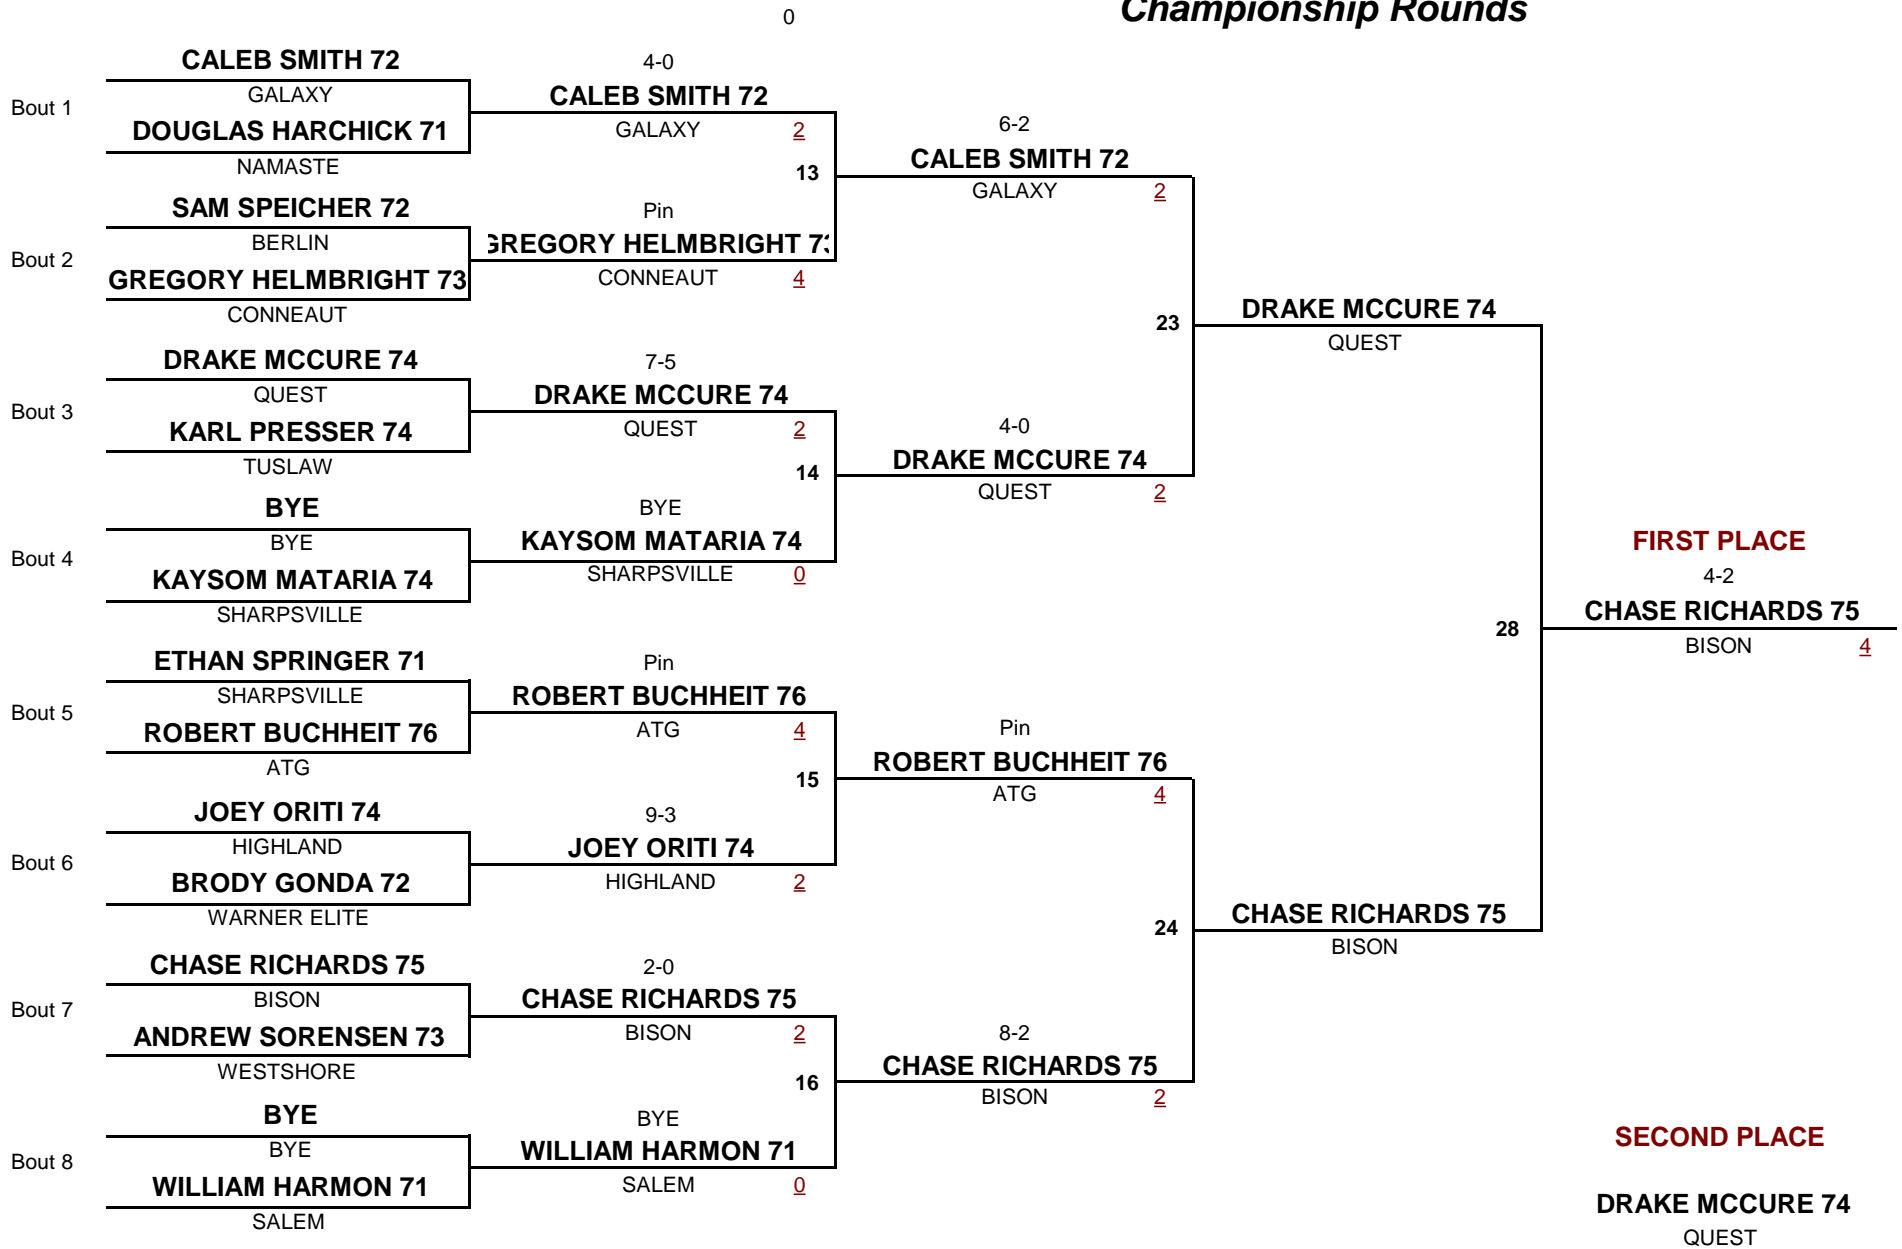 Championship Rounds
0
CALEB SMITH 72
GALAXY
Bout 1
DOUGLAS HARCHICK 71
NAMASTE
SAM SPEICHER 72
BERLIN
Bout 2
GREGORY HELMBRIGHT 73
CONNEAUT
DRAKE MCCURE 74
QUEST
Bout 3
KARL PRESSER 74
TUSLAW
BYE
BYE
Bout 4
KAYSOM MATARIA 74
SHARPSVILLE
ETHAN SPRINGER 71
SHARPSVILLE
Bout 5
ROBERT BUCHHEIT 76
ATG
JOEY ORITI 74
HIGHLAND
Bout 6
BRODY GONDA 72
WARNER ELITE
CHASE RICHARDS 75
BISON
Bout 7
ANDREW SORENSEN 73
WESTSHORE
BYE
BYE
Bout 8
WILLIAM HARMON 71
SALEM
4-0
CALEB SMITH 72
GALAXY 2
13
Pin
GREGORY HELMBRIGHT 73
CONNEAUT 4
7-5
DRAKE MCCURE 74
QUEST 2
14
BYE
KAYSOM MATARIA 74
SHARPSVILLE 0
Pin
ROBERT BUCHHEIT 76
ATG 4
15
9-3
JOEY ORITI 74
HIGHLAND 2
2-0
CHASE RICHARDS 75
BISON 2
16
BYE
WILLIAM HARMON 71
SALEM 0
6-2
CALEB SMITH 72
GALAXY 2
23
4-0
DRAKE MCCURE 74
QUEST 2
Pin
ROBERT BUCHHEIT 76
ATG 4
24
8-2
CHASE RICHARDS 75
BISON 2
DRAKE MCCURE 74
QUEST
28
CHASE RICHARDS 75
BISON
FIRST PLACE
4-2
CHASE RICHARDS 75
BISON 4
SECOND PLACE
DRAKE MCCURE 74
QUEST